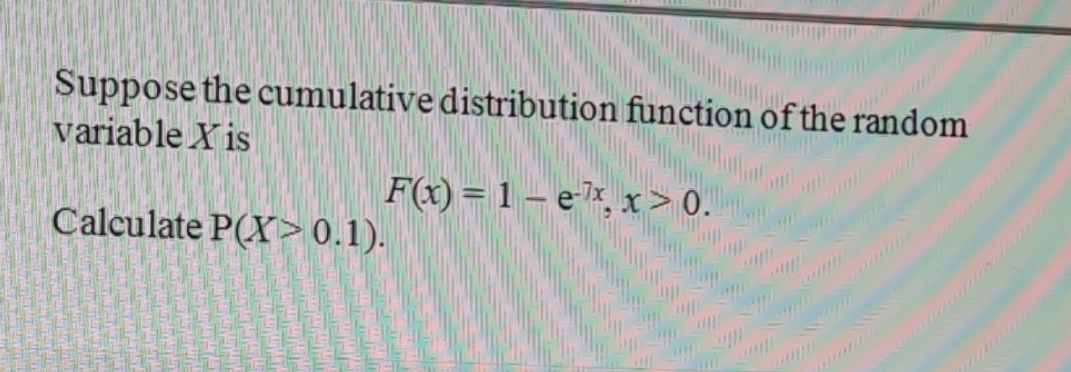 Suppose the cumulative distribution function of the random
variable X is
F(x) = 1 – e^-7x, x > 0.
Calculate P(X > 0.1).